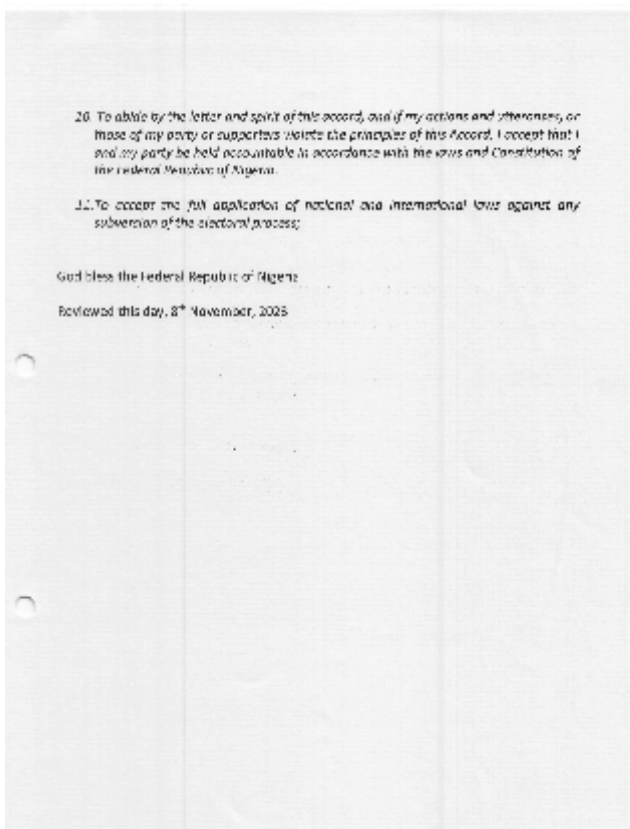 20. To abide by the letter and spirit of this accord, and if my actions and utterances, or
those of my party or supporters violate the principles of this Accord, I accept that I
and my party be held accountable in accordance with the laws and Constitution of
the Federal Republic of Nigeria.
To accept the full application of national and international laws against any
subversion of the electoral process;
God bless the Federal Republic of Nigeria
Reviewed this day, 8th November, 2023